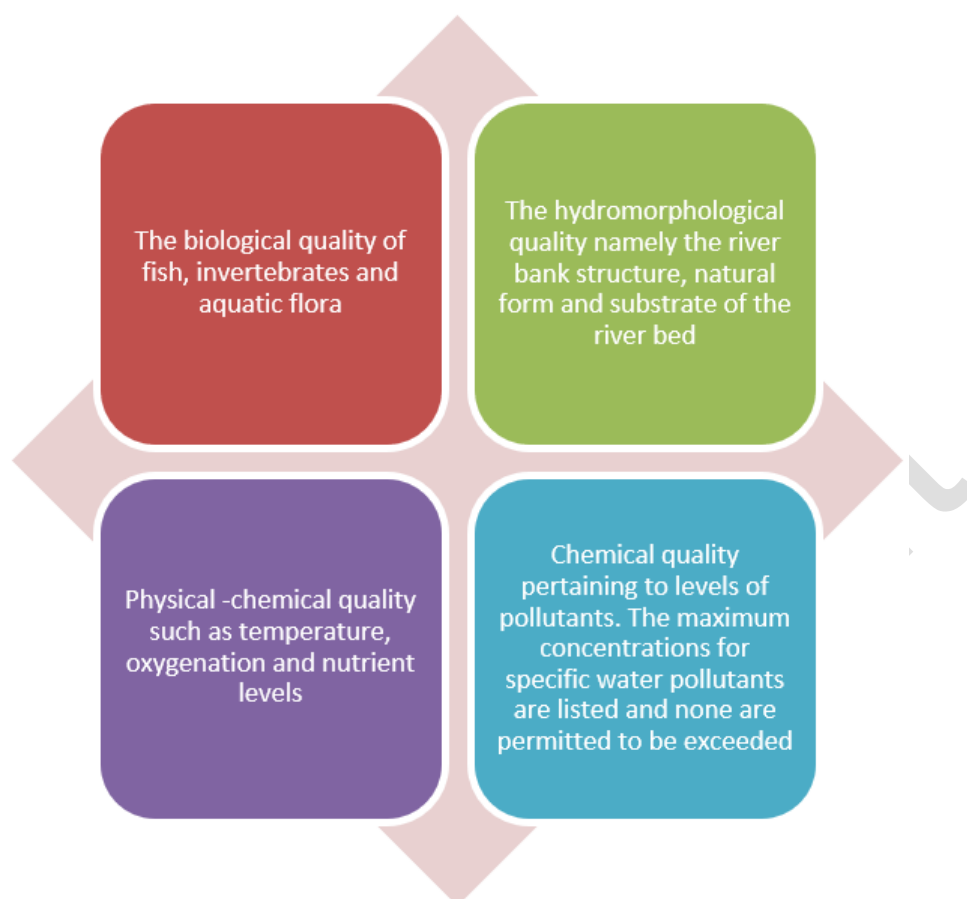 The biological quality of
fish, invertebrates and
aquatic flora
The hydromorphological
quality namely the river
bank structure, natural
form and substrate of the
river bed
Physical -chemical quality
such as temperature,
oxygenation and nutrient
levels
Chemical quality
pertaining to levels of
pollutants. The maximum
concentrations for
specific water pollutants
are listed and none are
permitted to be exceeded